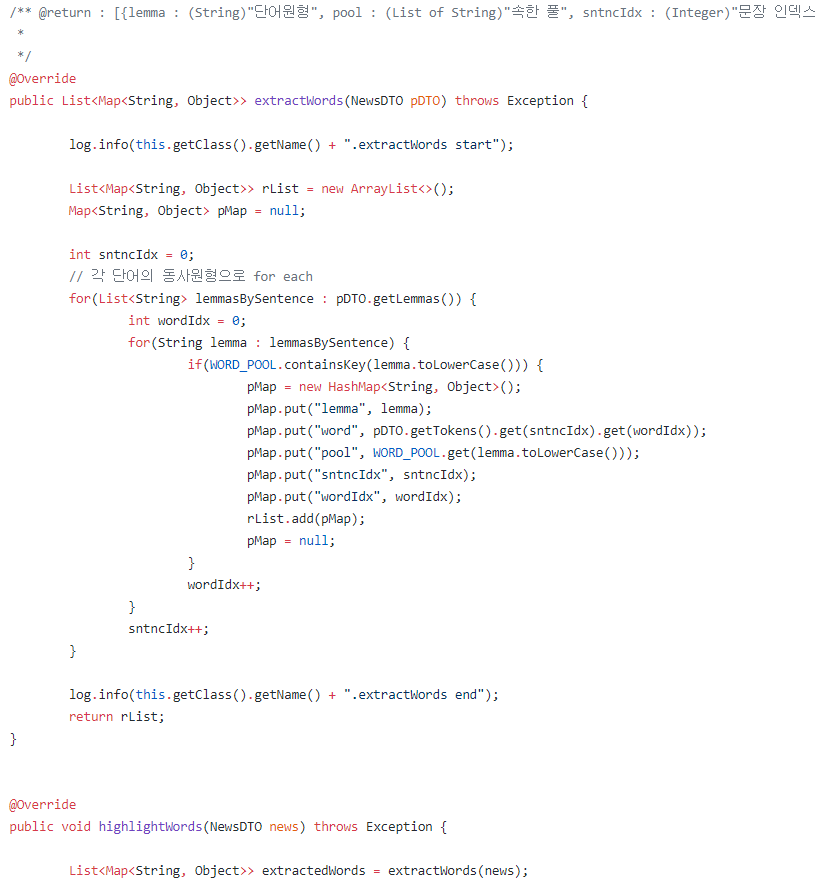 /** @return : [{lemma : (String)"단어원형", pool : (List of String)"속한 풀", sntncIdx : (Integer)"문장 인덱스
 *
 */
@Override
public List<Map<String, Object>> extractWords(NewsDTO pDTO) throws Exception {

        log.info(this.getClass().getName() + ".extractWords start");

        List<Map<String, Object>> rList = new ArrayList<>();
        Map<String, Object> pMap = null;

        int sntncIdx = 0;
        // 각 단어의 동사원형으로 for each
        for(List<String> lemmasBySentence : pDTO.getLemmas()) {
                int wordIdx = 0;
                for(String lemma : lemmasBySentence) {
                        if(WORD_POOL.containsKey(lemma.toLowerCase())) {
                                pMap = new HashMap<String, Object>();
                                pMap.put("lemma", lemma);
                                pMap.put("word", pDTO.getTokens().get(sntncIdx).get(wordIdx));
                                pMap.put("pool", WORD_POOL.get(lemma.toLowerCase()));
                                pMap.put("sntncIdx", sntncIdx);
                                pMap.put("wordIdx", wordIdx);
                                rList.add(pMap);
                                pMap = null;
                        }
                        wordIdx++;
                }
                sntncIdx++;
        }

        log.info(this.getClass().getName() + ".extractWords end");
        return rList;
}

@Override
public void highlightWords(NewsDTO news) throws Exception {

        List<Map<String, Object>> extractedWords = extractWords(news);